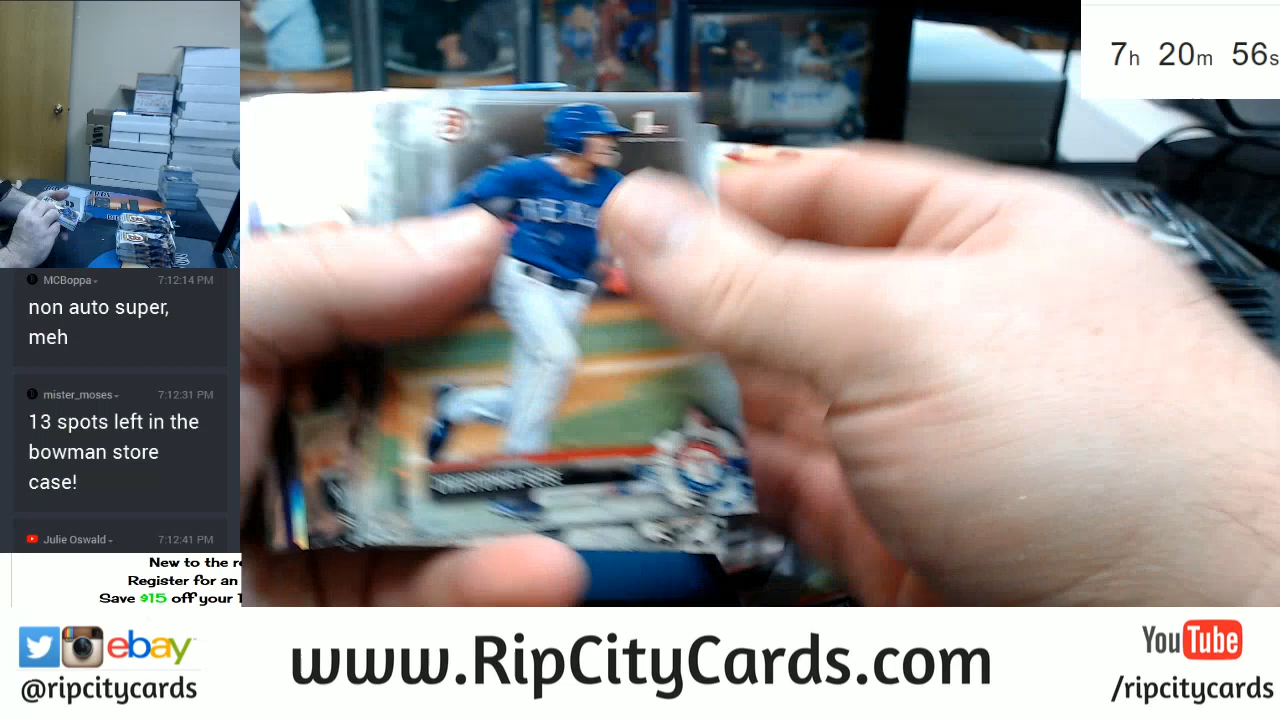 7h 20m 56s
MCBoppa 7:12:14 PM
non auto super,
meh
mister_moses 7:12:31 PM
13 spots left in the
bowman store
case!
Julie Oswald 7:12:41 PM
New to the r
Register for an
Save $15 off your
ebay
@ripcitycards
www.RipCityCards.com
YouTube
/ripcitycards